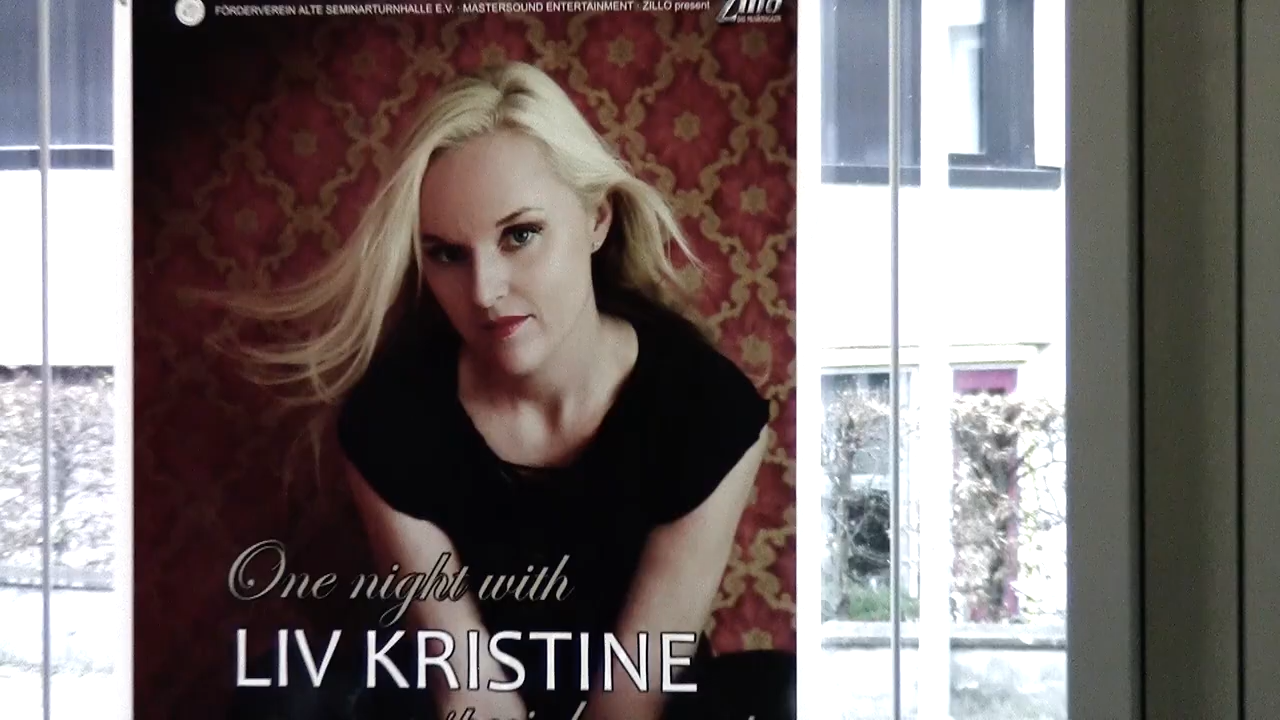 FÖRDERVEREIN ALTE SEMINARTURNHALLE E.V. · MASTERSOUND ENTERTAINMENT · ZILLO present
Zillo
One night with
LIV KRISTINE